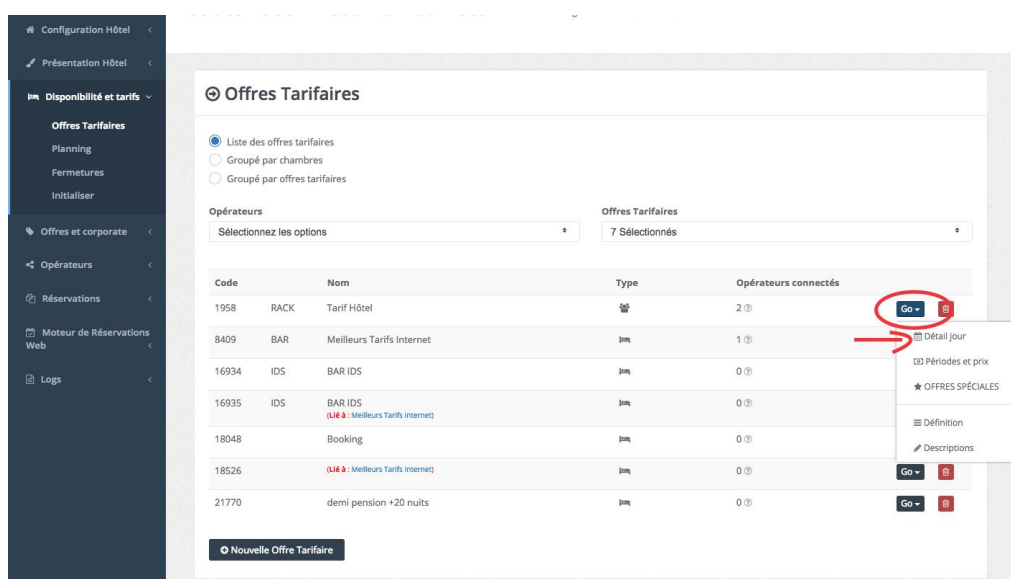 Configuration Hôtel
Présentation Hôtel
Disponibilité et tarifs
Offres Tarifaires
Planning
Fermetures
Initialiser
Offres et corporate
Opérateurs
Réservations
Moteur de Réservations
Web
Logs
Offres Tarifaires
Liste des offres tarifaires
Groupé par chambres
Groupé par offres tarifaires
Opérateurs Offres Tarifaires
Sélectionnez les options 7 Sélectionnés
Code Nom Type Opérateurs connectés
1958 RACK Tarif Hôtel 2 Go
8409 BAR Meilleurs Tarifs Internet 1
16934 IDS BAR IDS 0
16935 IDS BAR IDS 0
(Lié à : Meilleurs Tarifs Internet)
18048 Booking 0
18526 (Lié à : Meilleurs Tarifs Internet) 0 Go
21770 demi pension +20 nuits 0 Go
Détail jour
Périodes et prix
OFFRES SPÉCIALES
Définition
Descriptions
Nouvelle Offre Tarifaire